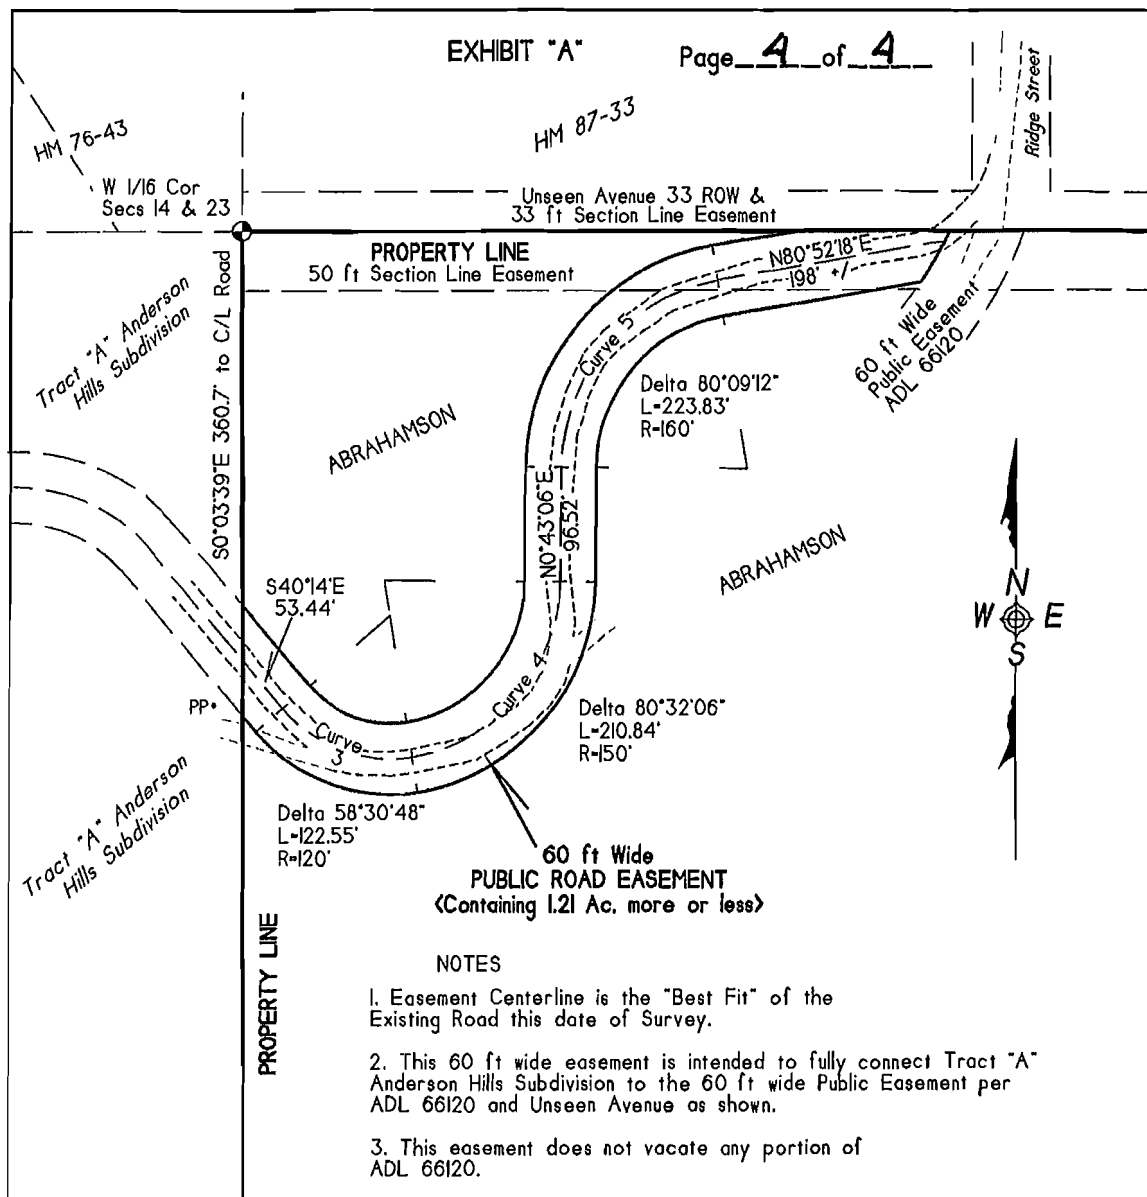 EXHIBIT "A"
Page 4 of 4
HM 76-43
HM 87-33
Ridge Street
W 1/16 Cor
Secs 14 & 23
Unseen Avenue 33 ROW &
33 ft Section Line Easement
PROPERTY LINE
50 ft Section Line Easement
N80°52'18"E
198' +/-
Tract "A" Anderson
Hills Subdivision
S0°03'39"E 360.7' to C/L Road
Curve 5
60 ft Wide
Public Easement
ADL 66120
Delta 80°09'12"
L=223.83'
R=160'
ABRAHAMSON
N0°43'06"E
96.52'
ABRAHAMSON
S40°14'E
53.44'
N
W E
S
PP
Curve 4
Curve
3
Delta 80°32'06"
L=210.84'
R=150'
Tract "A" Anderson
Hills Subdivision
Delta 58°30'48"
L=122.55'
R=120'
60 ft Wide
PUBLIC ROAD EASEMENT
<Containing 1.21 Ac. more or less>
PROPERTY LINE
NOTES
1. Easement Centerline is the "Best Fit" of the
Existing Road this date of Survey.
2. This 60 ft wide easement is intended to fully connect Tract "A"
Anderson Hills Subdivision to the 60 ft wide Public Easement per
ADL 66120 and Unseen Avenue as shown.
3. This easement does not vacate any portion of
ADL 66120.